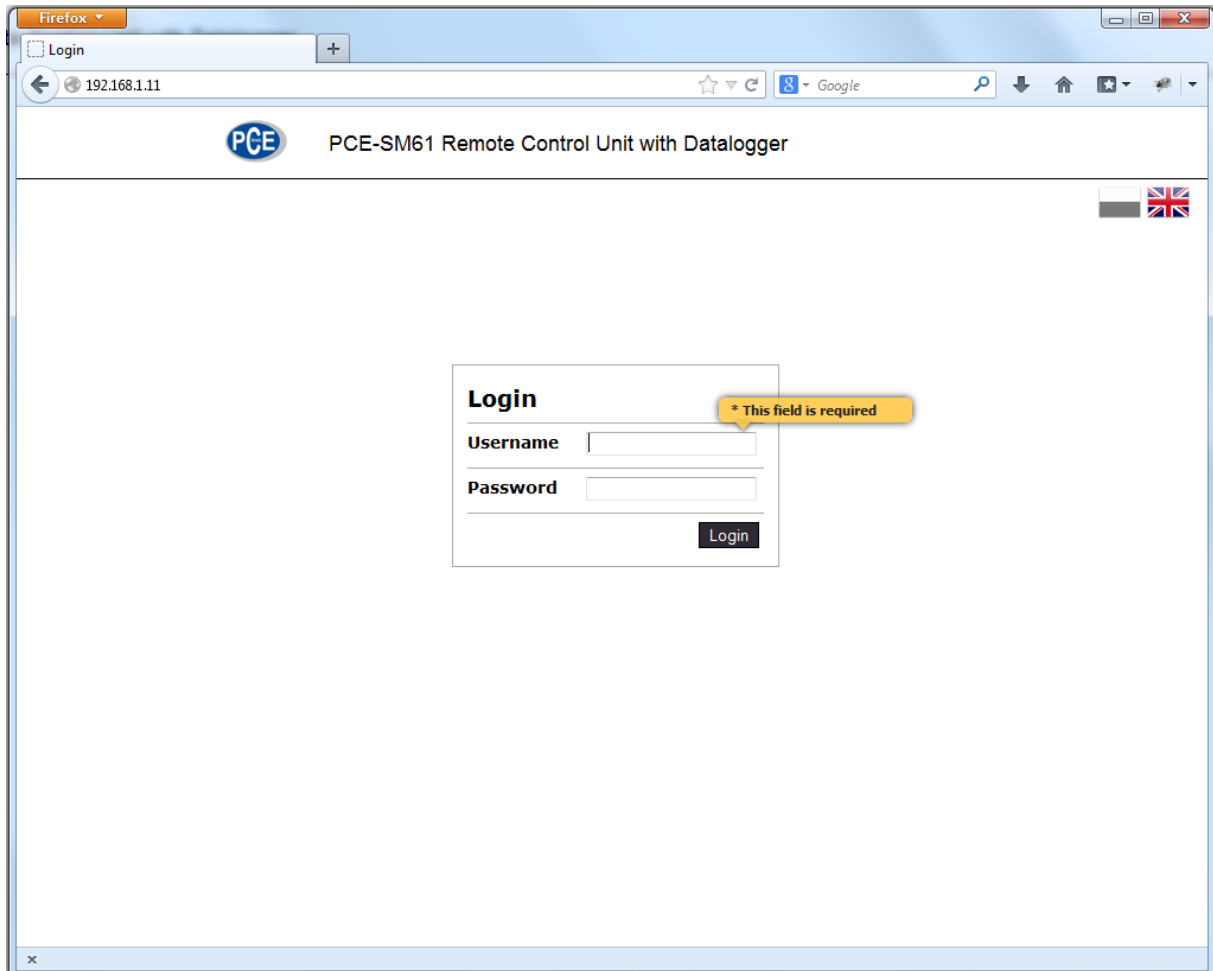 Firefox
Login
192.168.1.11
8
Google
PCE
PCE-SM61 Remote Control Unit with Datalogger
Login
* This field is required
Username
Password
Login